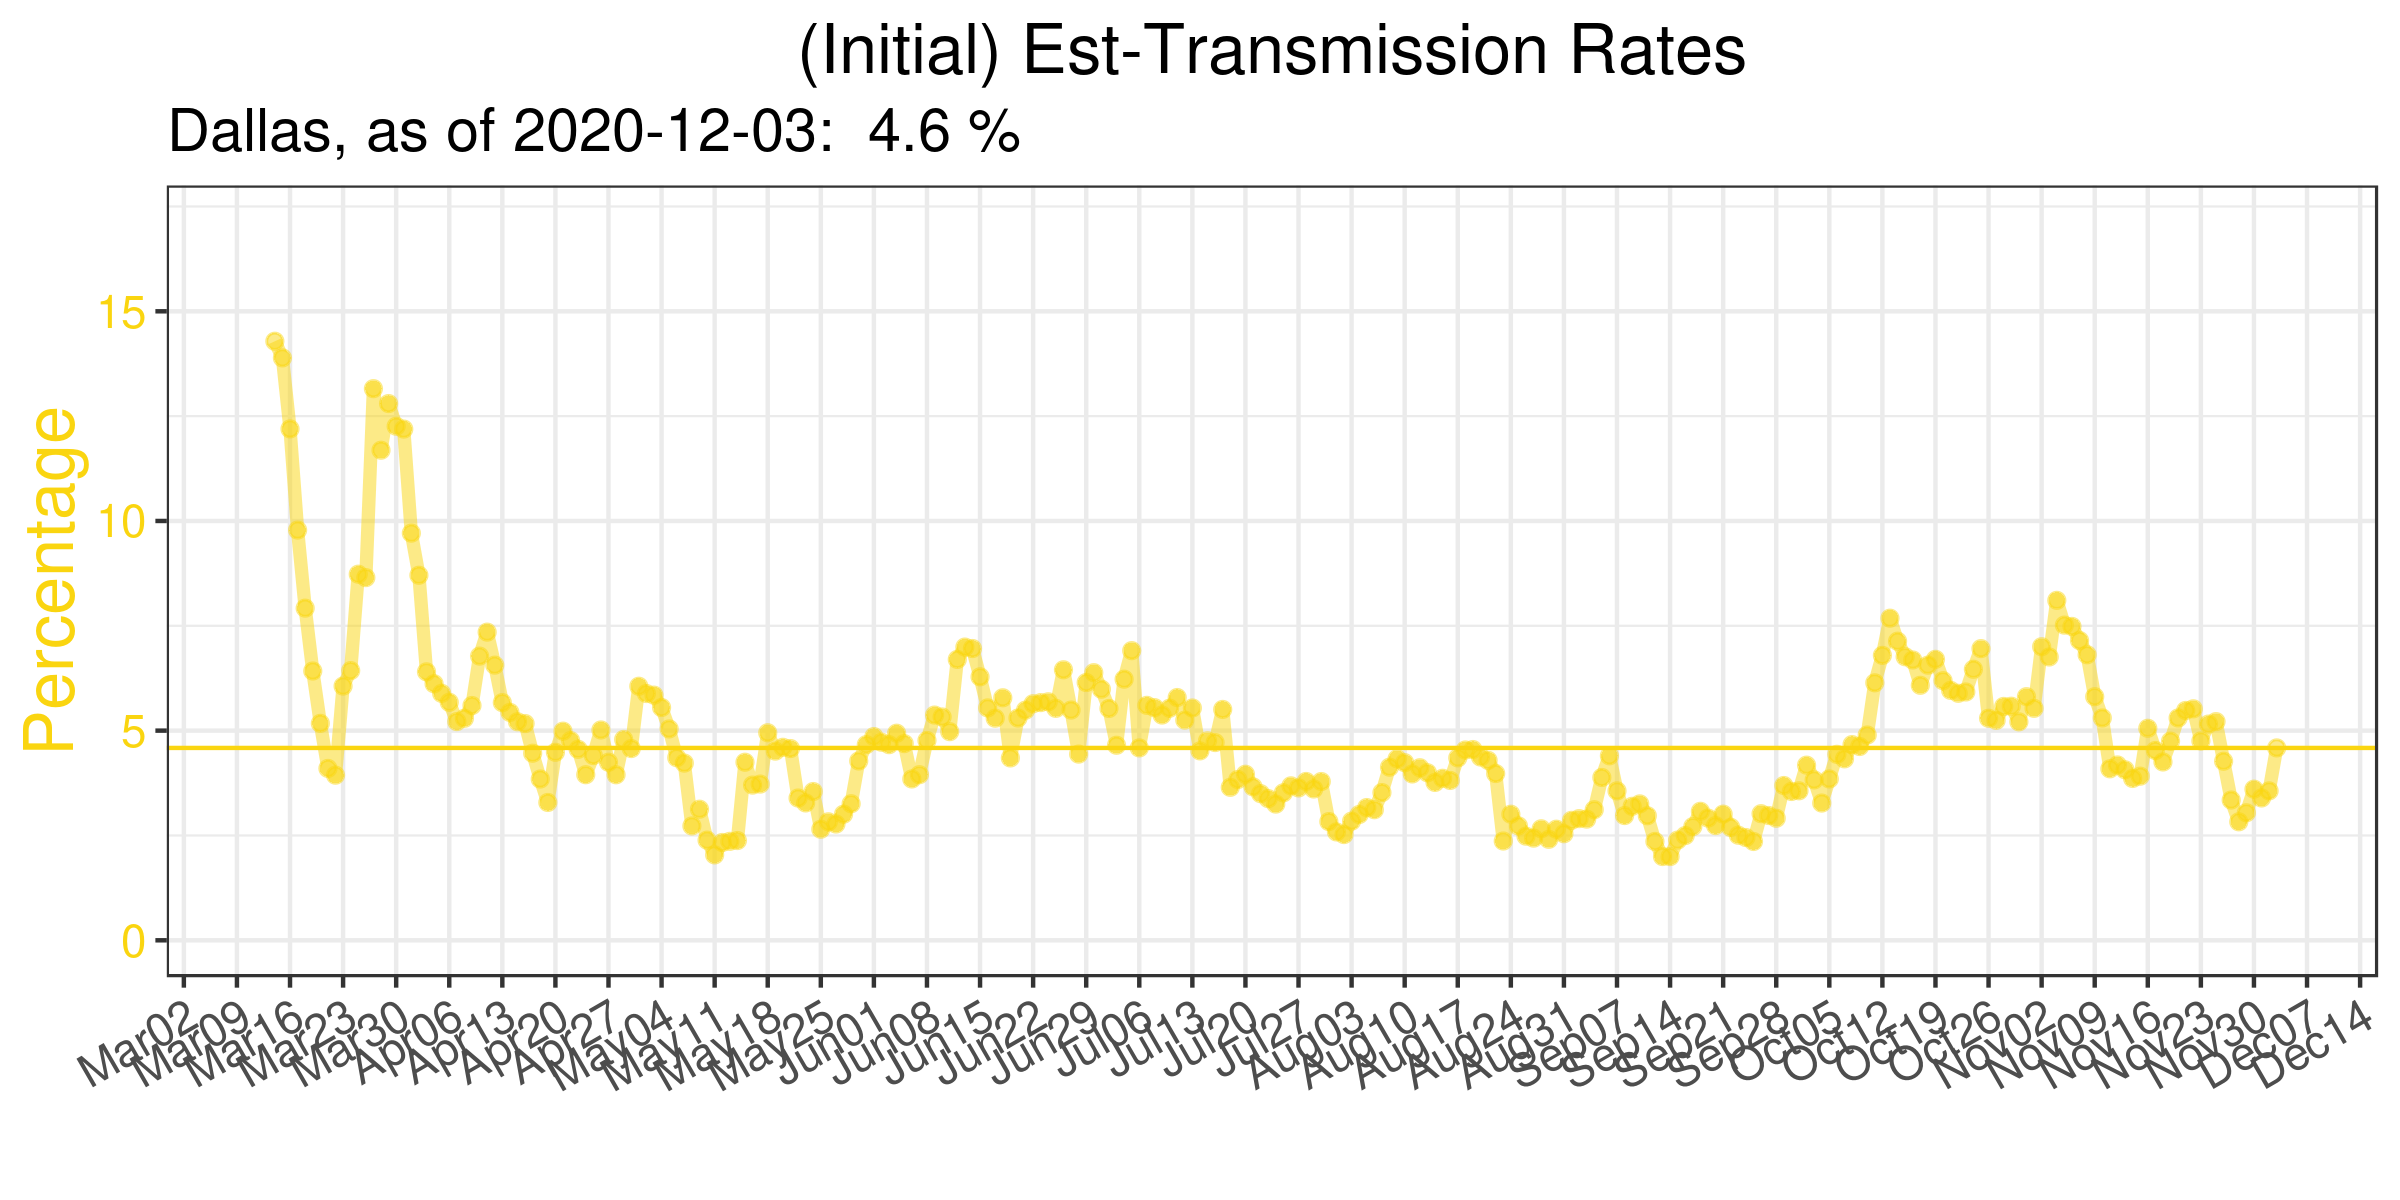 (Initial) Est-Transmission Rates
Dallas, as of 2020-12-03:  4.6 %
Percentage
15
10
5
0
Mar02
Mar09
Mar16
Mar23
Mar30
Apr06
Apr13
Apr20
Apr27
May04
May11
May18
May25
Jun01
Jun08
Jun15
Jun22
Jun29
Jul06
Jul13
Jul20
Jul27
Aug03
Aug10
Aug17
Aug24
Aug31
Sep07
Sep14
Sep21
Sep28
Oct05
Oct12
Oct19
Oct26
Nov02
Nov09
Nov16
Nov23
Nov30
Dec07
Dec14